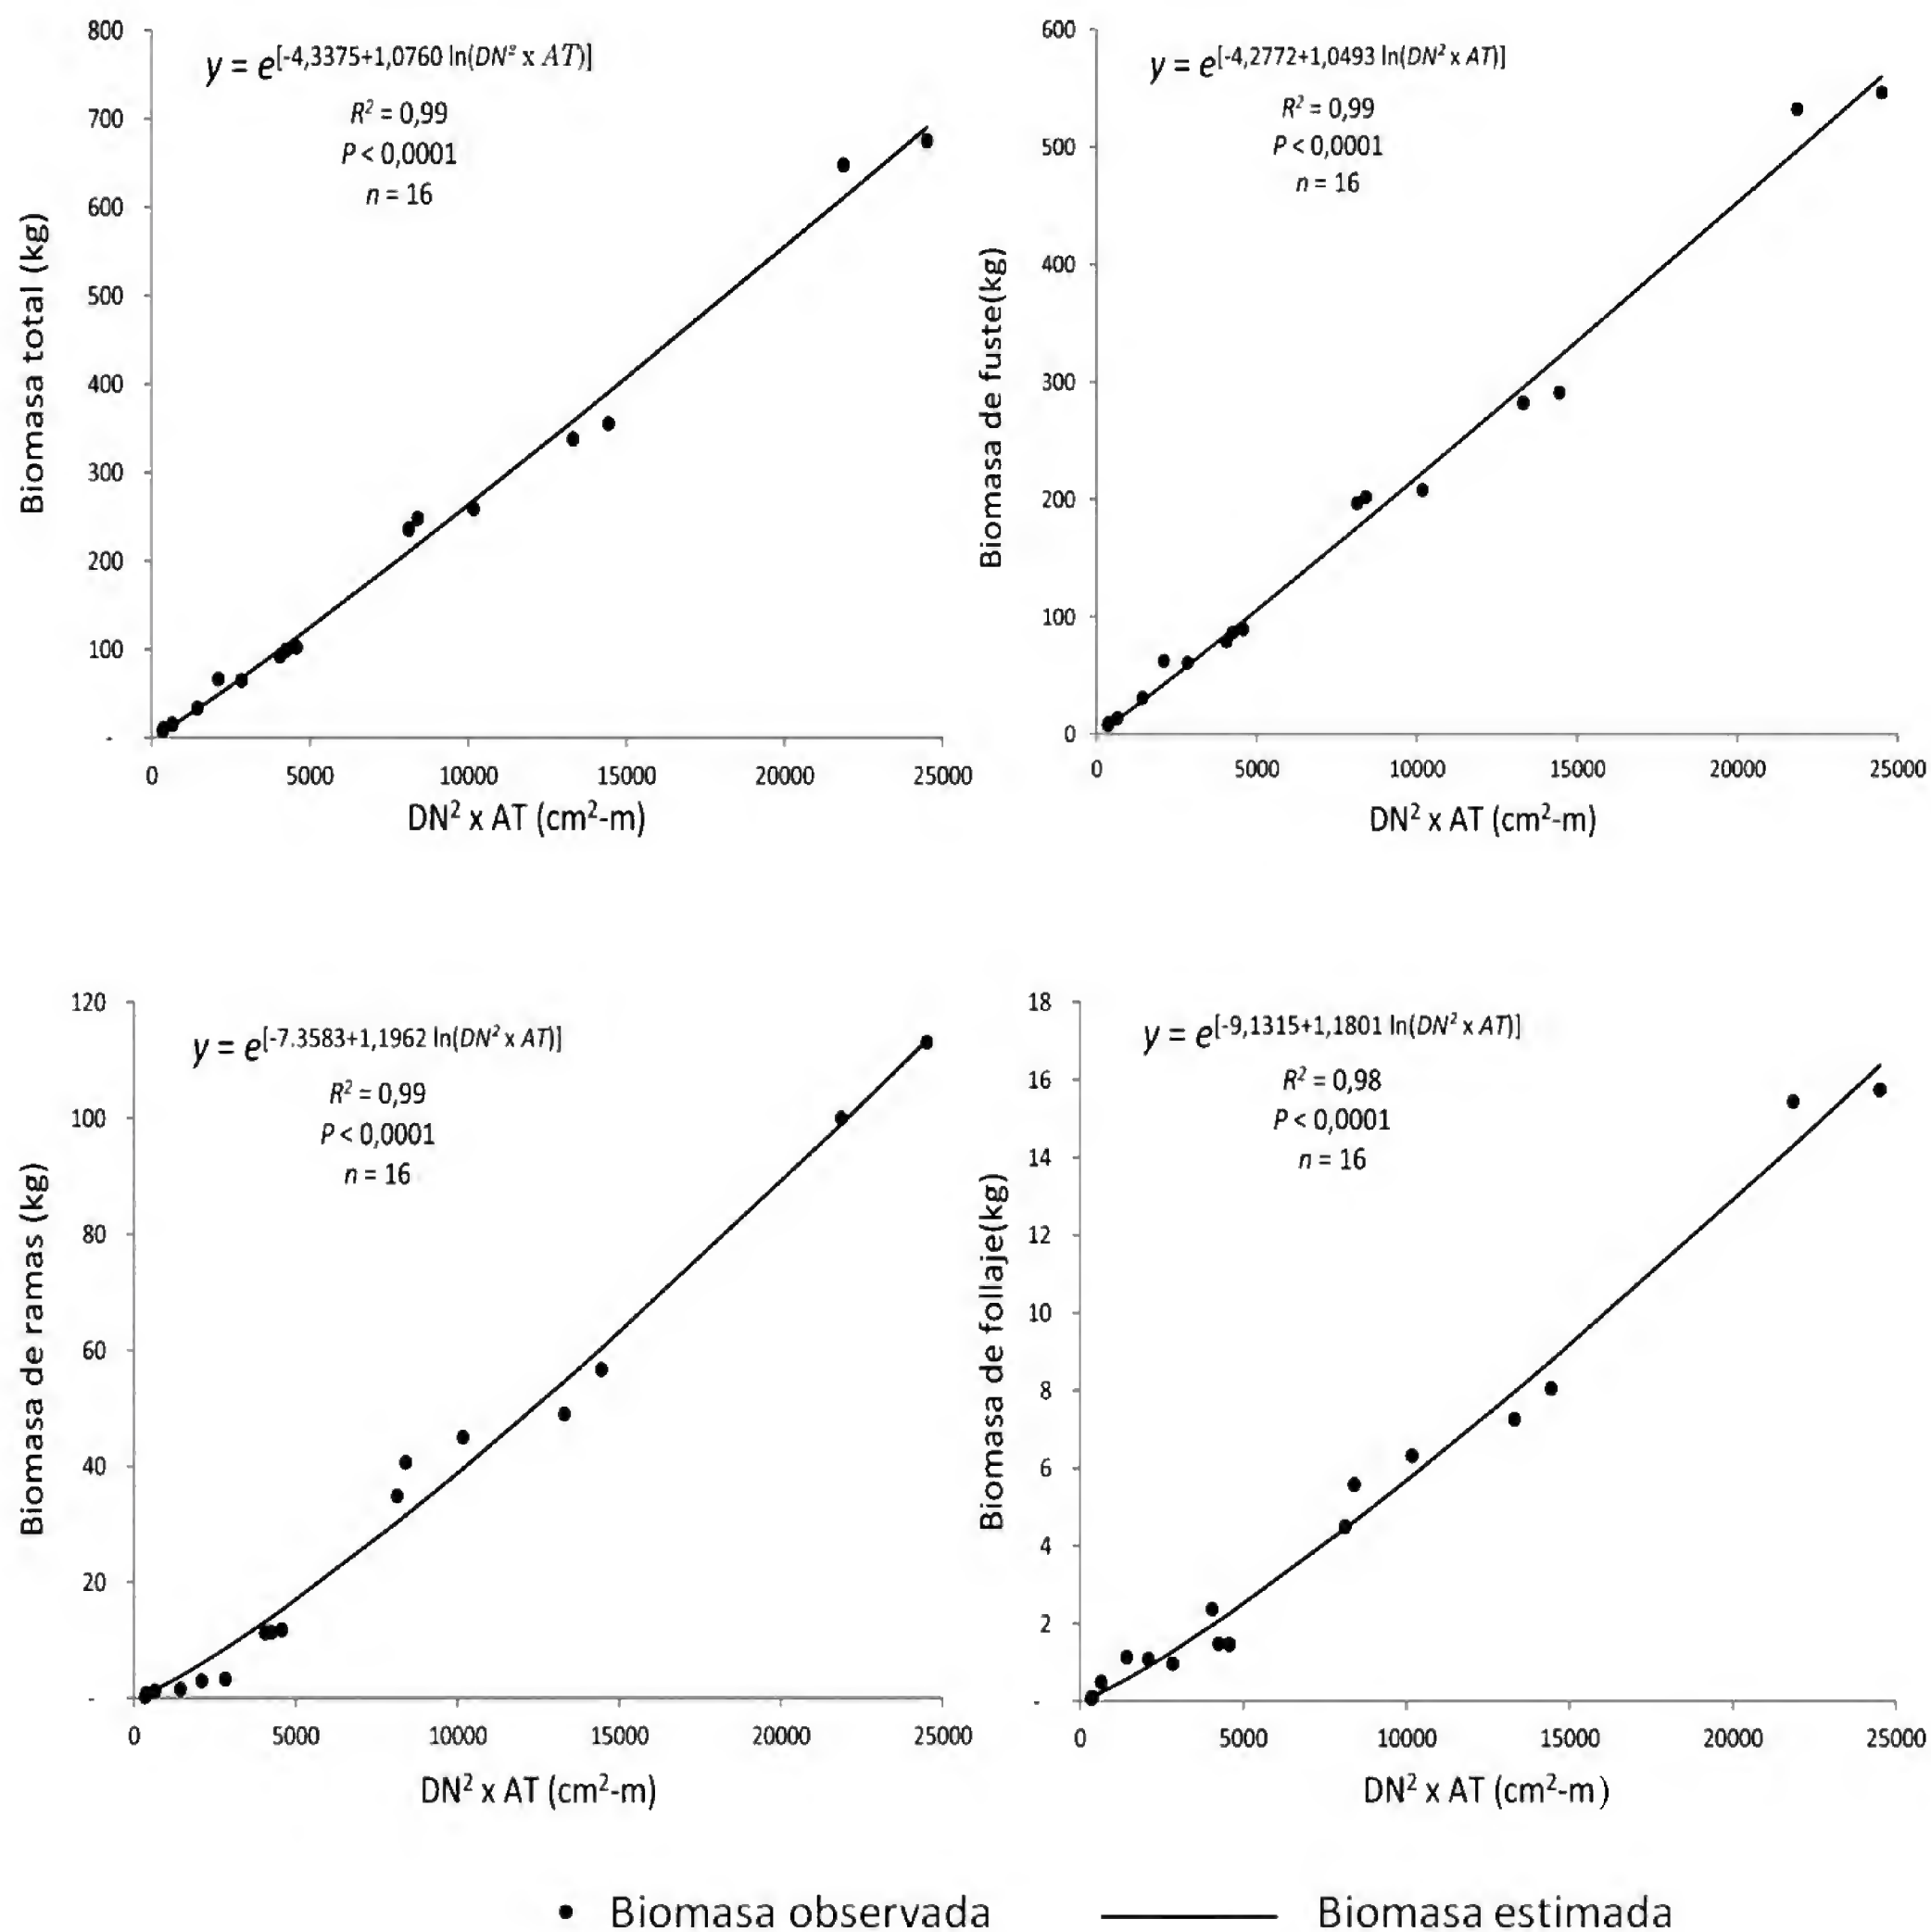 800
700
600
500
400
300
200
100
-
Biomasa total (kg)
y = e[-4,3375+1,0760 ln(DN² x AT)]
R² = 0,99
P < 0,0001
n = 16
0 5000 10000 15000 20000 25000
DN² x AT (cm²-m)
600
500
400
300
200
100
0
Biomasa de fuste(kg)
y = e[-4,2772+1,0493 ln(DN² x AT)]
R² = 0,99
P < 0,0001
n = 16
0 5000 10000 15000 20000 25000
DN² x AT (cm²-m)
120
100
80
60
40
20
-
Biomasa de ramas (kg)
y = e[-7.3583+1,1962 ln(DN² x AT)]
R² = 0,99
P < 0,0001
n = 16
0 5000 10000 15000 20000 25000
DN² x AT (cm²-m)
18
16
14
12
10
8
6
4
2
-
Biomasa de follaje(kg)
y = e[-9,1315+1,1801 ln(DN² x AT)]
R² = 0,98
P < 0,0001
n = 16
0 5000 10000 15000 20000 25000
DN² x AT (cm²-m)
Biomasa observada Biomasa estimada